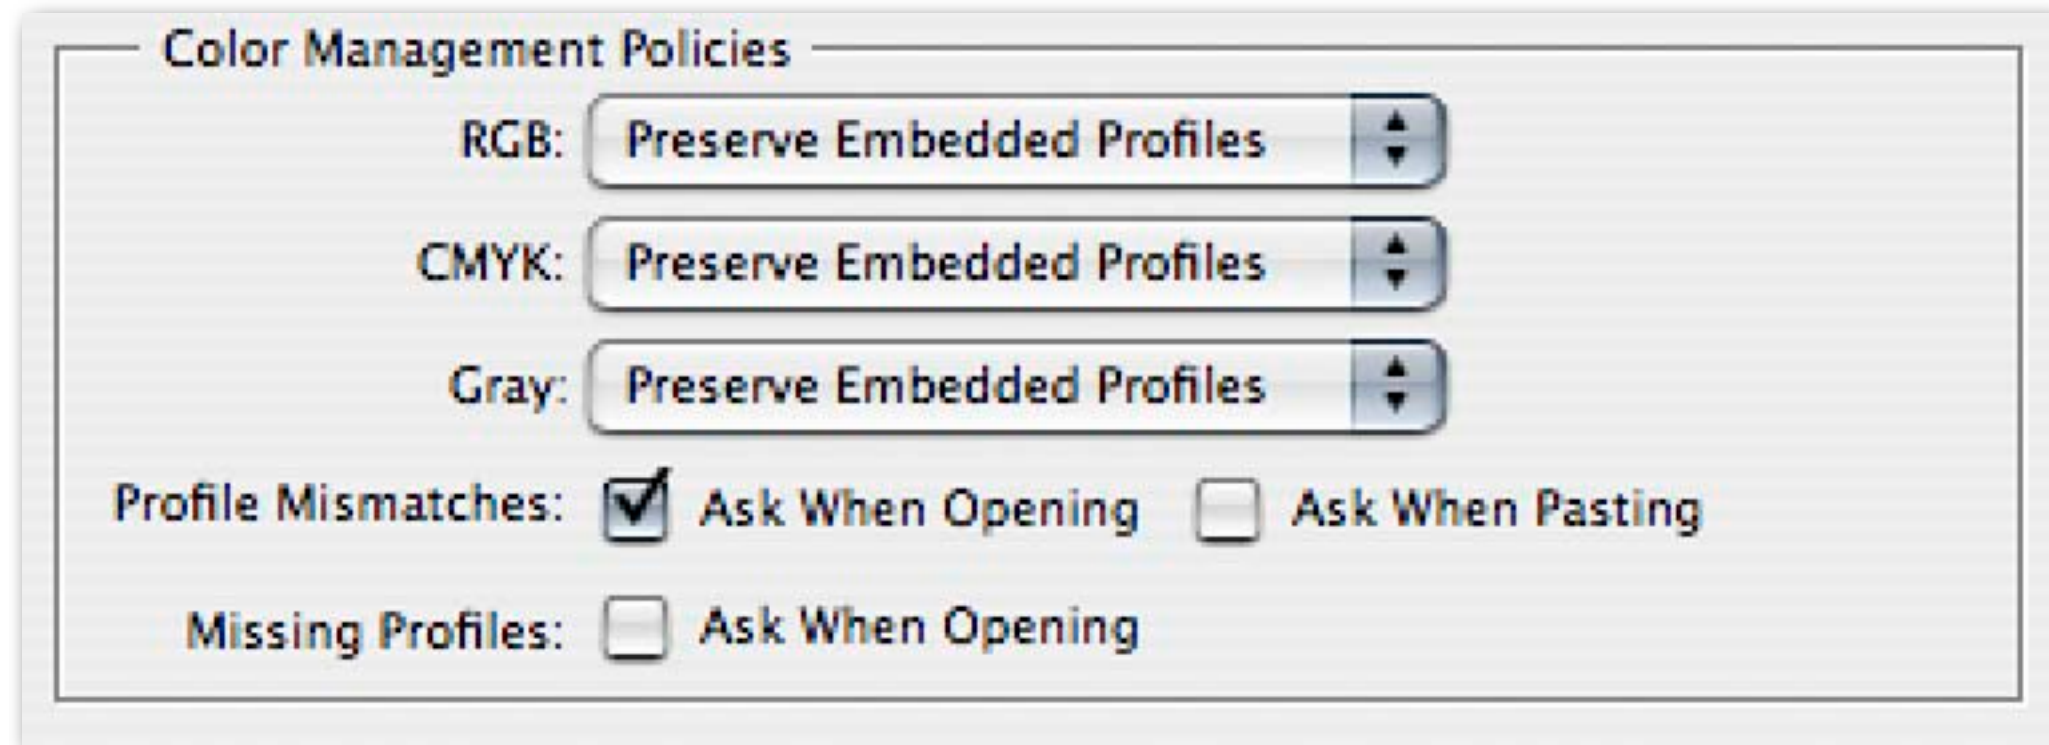 Color Management Policies
RGB: Preserve Embedded Profiles
CMYK: Preserve Embedded Profiles
Gray: Preserve Embedded Profiles
Profile Mismatches: Ask When Opening Ask When Pasting
Missing Profiles: Ask When Opening